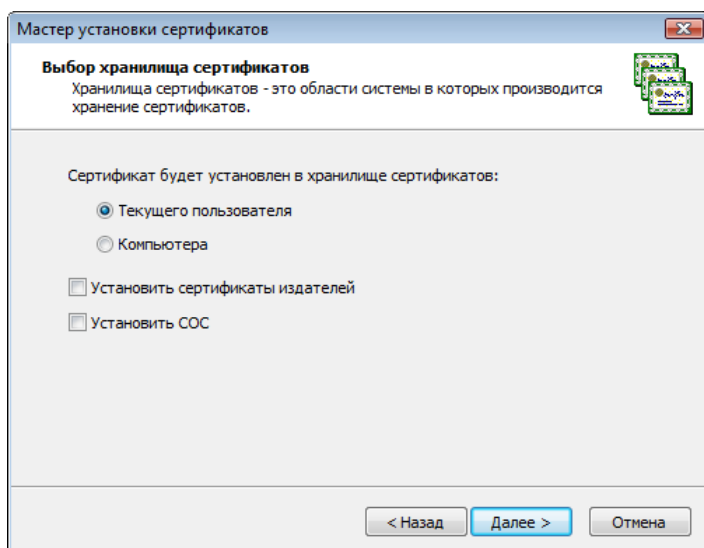 Мастер установки сертификатов
Выбор хранилища сертификатов
Хранилища сертификатов - это области системы в которых производится
хранение сертификатов.
Сертификат будет установлен в хранилище сертификатов:
Текущего пользователя
Компьютера
Установить сертификаты издателей
Установить СОС
< Назад
Далее >
Отмена